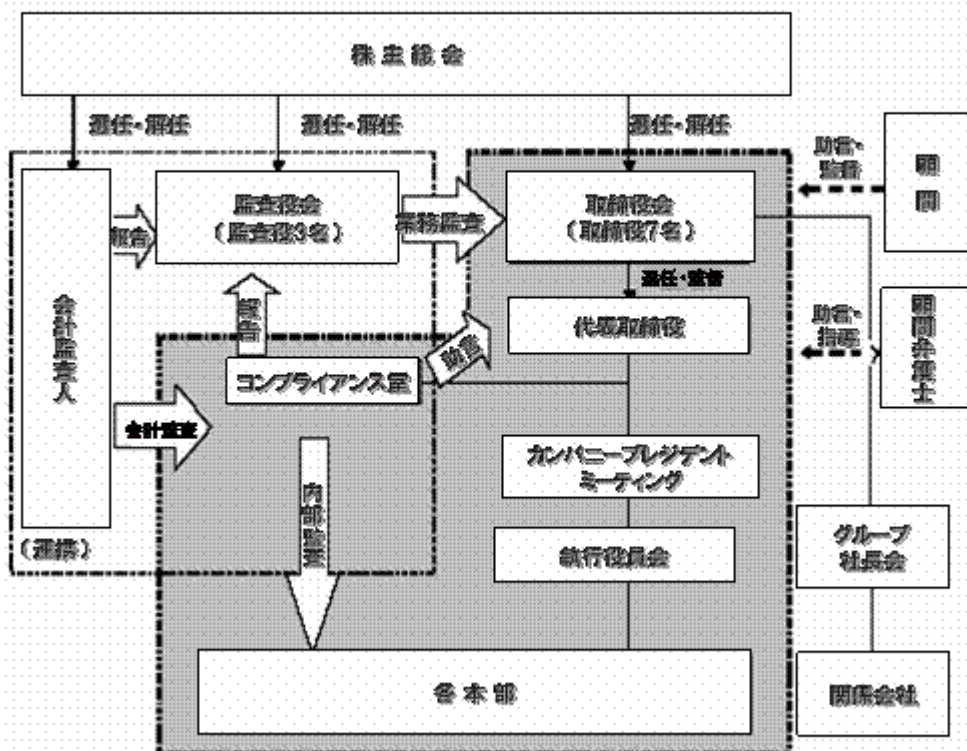 株主総会
選任・解任
選任・解任
選任・解任
助言・
監督
顧問
監査役会
(監査役3名)
業務監査
取締役会
(取締役7名)
報告
選任・監督
会計監査人
報告
代表取締役
助言・
指導
顧問弁護士
助言
コンプライアンス室
会計監査
カンパニープレジデント
ミーティング
内部監査
(連携)
執行役員会
グループ
社長会
各本部
関係会社